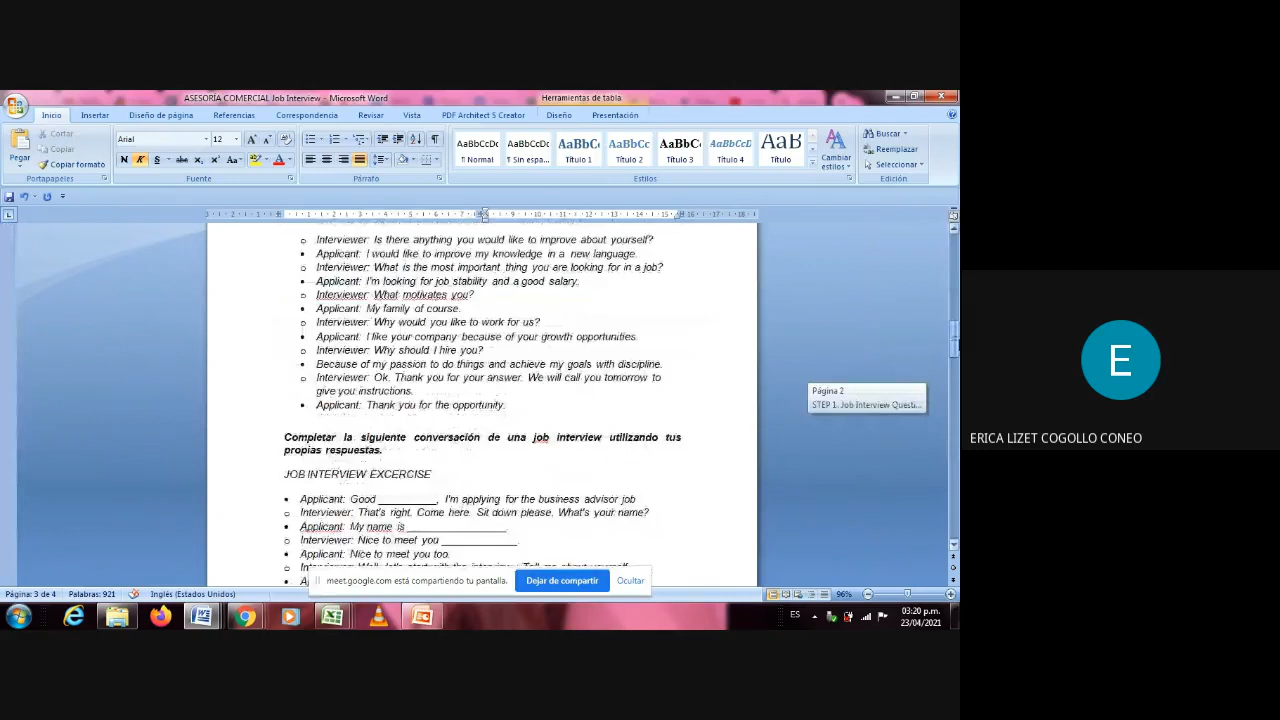 ASESORÍA COMERCIAL Job Interview - Microsoft Word
Herramientas de tabla
Inicio Insertar Diseño de página Referencias Correspondencia Revisar Vista PDF Architect 5 Creator Diseño Presentación
Pegar
Cortar
Copiar
Copiar formato
Portapapeles
Arial 12
Fuente
Párrafo
AaBbCcDc AaBbCcDc AaBbC AaBbCc AaBbCc AaBbCcD AaB
¶ Normal ¶ Sin espa... Título 1 Título 2 Título 3 Título 4 Título
Estilos
Cambiar estilos
Buscar
Reemplazar
Seleccionar
Edición
Interviewer: Is there anything you would like to improve about yourself?
Applicant: I would like to improve my knowledge in a new language.
Interviewer: What is the most important thing you are looking for in a job?
Applicant: I'm looking for job stability and a good salary.
Interviewer: What motivates you?
Applicant: My family of course.
Interviewer: Why would you like to work for us?
Applicant: I like your company because of your growth opportunities.
Interviewer: Why should I hire you?
Because of my passion to do things and achieve my goals with discipline.
Interviewer: Ok. Thank you for your answer. We will call you tomorrow to
give you instructions.
Applicant: Thank you for the opportunity.
Completar la siguiente conversación de una job interview utilizando tus
propias respuestas.
JOB INTERVIEW EXCERCISE
Applicant: Good __________, I'm applying for the business advisor job
Interviewer: That's right. Come here. Sit down please. What's your name?
Applicant: My name is _________________.
Interviewer: Nice to meet you _____________.
Applicant: Nice to meet you too.
Página 2
STEP 1. Job Interview Questi...
meet.google.com está compartiendo tu pantalla.
Dejar de compartir
Ocultar
Página: 3 de 4 Palabras: 921 Inglés (Estados Unidos) 96%
ES
03:20 p.m.
23/04/2021
E
ERICA LIZET COGOLLO CONEO